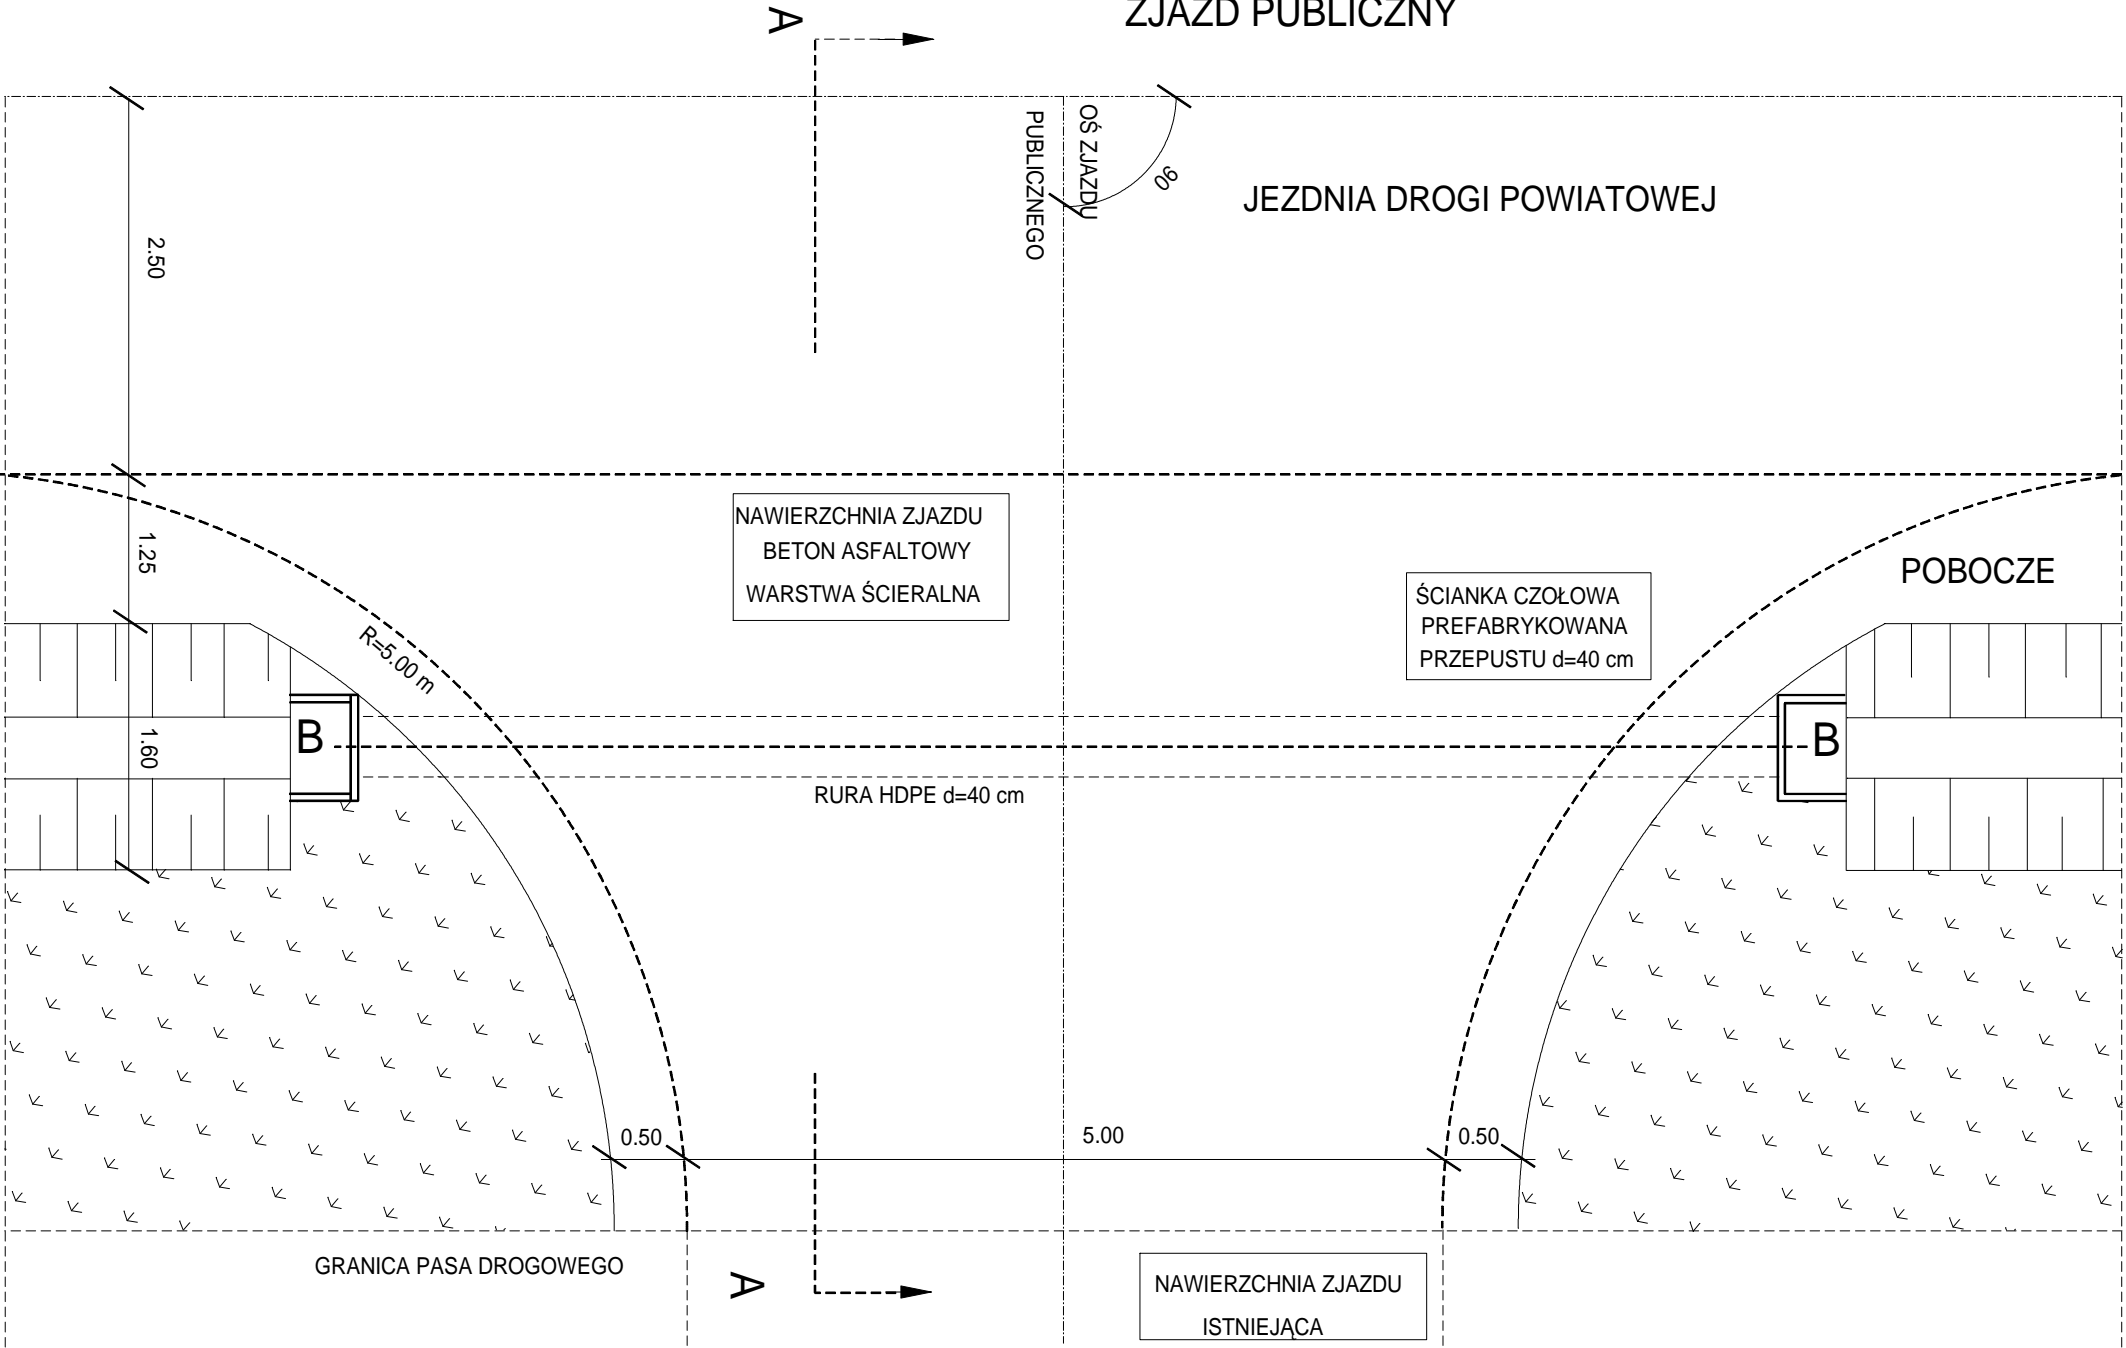 ZJAZD PUBLICZNY
A
OŚ ZJAZDU
PUBLICZNEGO
90
JEZDNIA DROGI POWIATOWEJ
2.50
NAWIERZCHNIA ZJAZDU
BETON ASFALTOWY
WARSTWA ŚCIERALNA
1.25
POBOCZE
ŚCIANKA CZOŁOWA
PREFABRYKOWANA
PRZEPUSTU d=40 cm
R=5.00 m
1.60
B
B
RURA HDPE d=40 cm
0.50
5.00
0.50
GRANICA PASA DROGOWEGO
A
NAWIERZCHNIA ZJAZDU
ISTNIEJĄCA